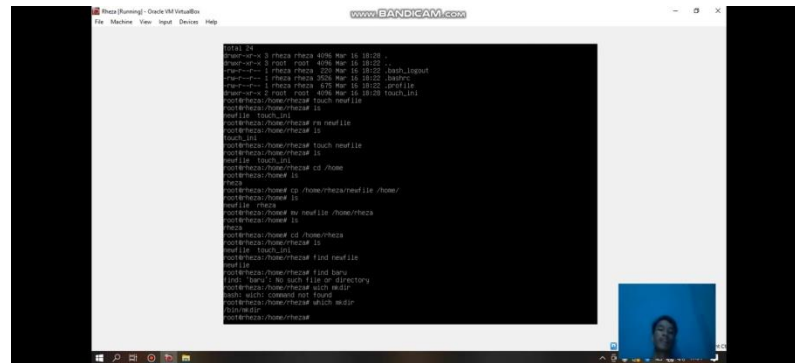 Rheza [Running] - Oracle VM VirtualBox
www.BANDICAM.com
File Machine View Input Devices Help
total 24
drwxr-xr-x 3 rheza rheza 4096 Mar 16 18:28 .
drwxr-xr-x 3 root root 4096 Mar 16 18:22 ..
-rw-r--r-- 1 rheza rheza 220 Mar 16 18:22 .bash_logout
-rw-r--r-- 1 rheza rheza 3526 Mar 16 18:22 .bashrc
-rw-r--r-- 1 rheza rheza 675 Mar 16 18:22 .profile
drwxr-xr-x 2 root root 4096 Mar 16 18:28 touch_ini
root@rheza:/home/rheza# touch newfile
root@rheza:/home/rheza# ls
newfile touch_ini
root@rheza:/home/rheza# rm newfile
root@rheza:/home/rheza# ls
touch_ini
root@rheza:/home/rheza# touch newfile
root@rheza:/home/rheza# ls
newfile touch_ini
root@rheza:/home/rheza# cd /home
root@rheza:/home# ls
rheza
root@rheza:/home# cp /home/rheza/newfile /home/
root@rheza:/home# ls
newfile rheza
root@rheza:/home# mv newfile /home/rheza
root@rheza:/home# ls
rheza
root@rheza:/home# cd /home/rheza
root@rheza:/home/rheza# ls
newfile touch_ini
root@rheza:/home/rheza# find newfile
newfile
root@rheza:/home/rheza# find baru
find: `baru': No such file or directory
root@rheza:/home/rheza# wich mkdir
bash: wich: command not found
root@rheza:/home/rheza# which mkdir
/bin/mkdir
root@rheza:/home/rheza#